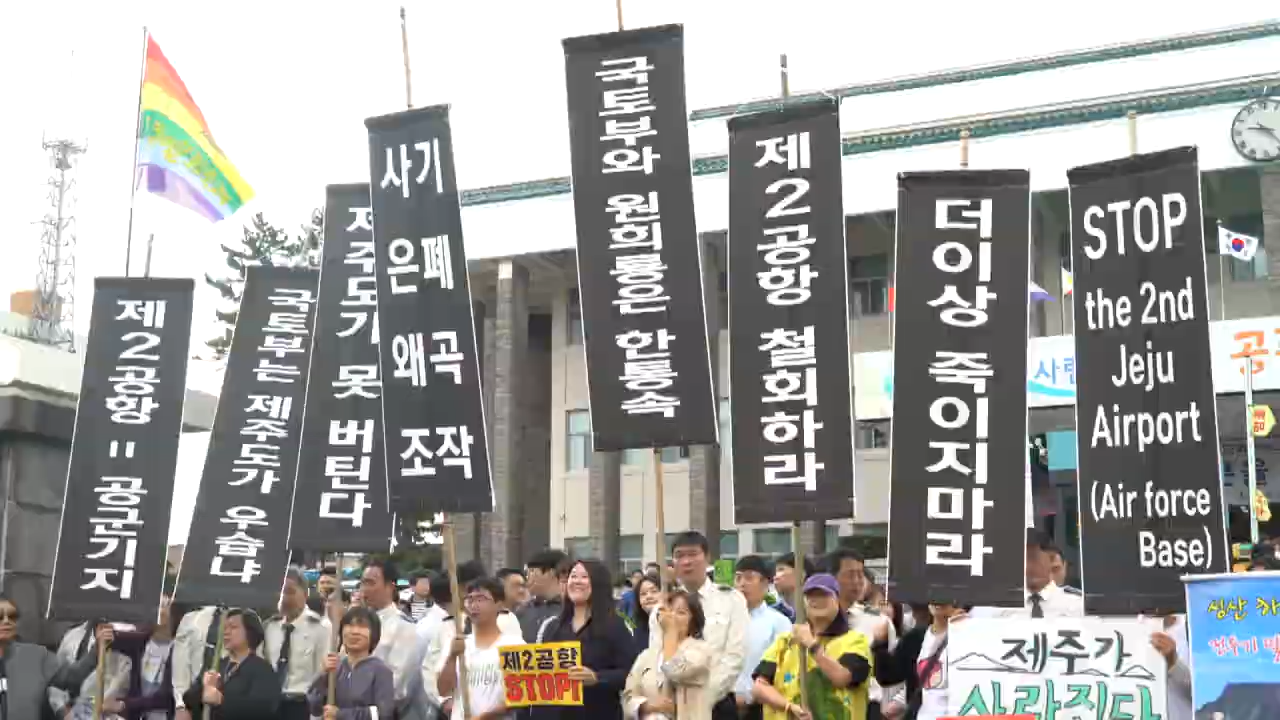 제2공항 = 공군기지
국토부는 제주도가 우습냐
제주도가 못 버틴다
사기
은폐
왜곡
조작
국토부와 원희룡은 한통속
제2공항 철회하라
더이상 죽이지마라
STOP
the 2nd
Jeju
Airport
(Air force
Base)
제2공항
STOP!
제주가
사라진다